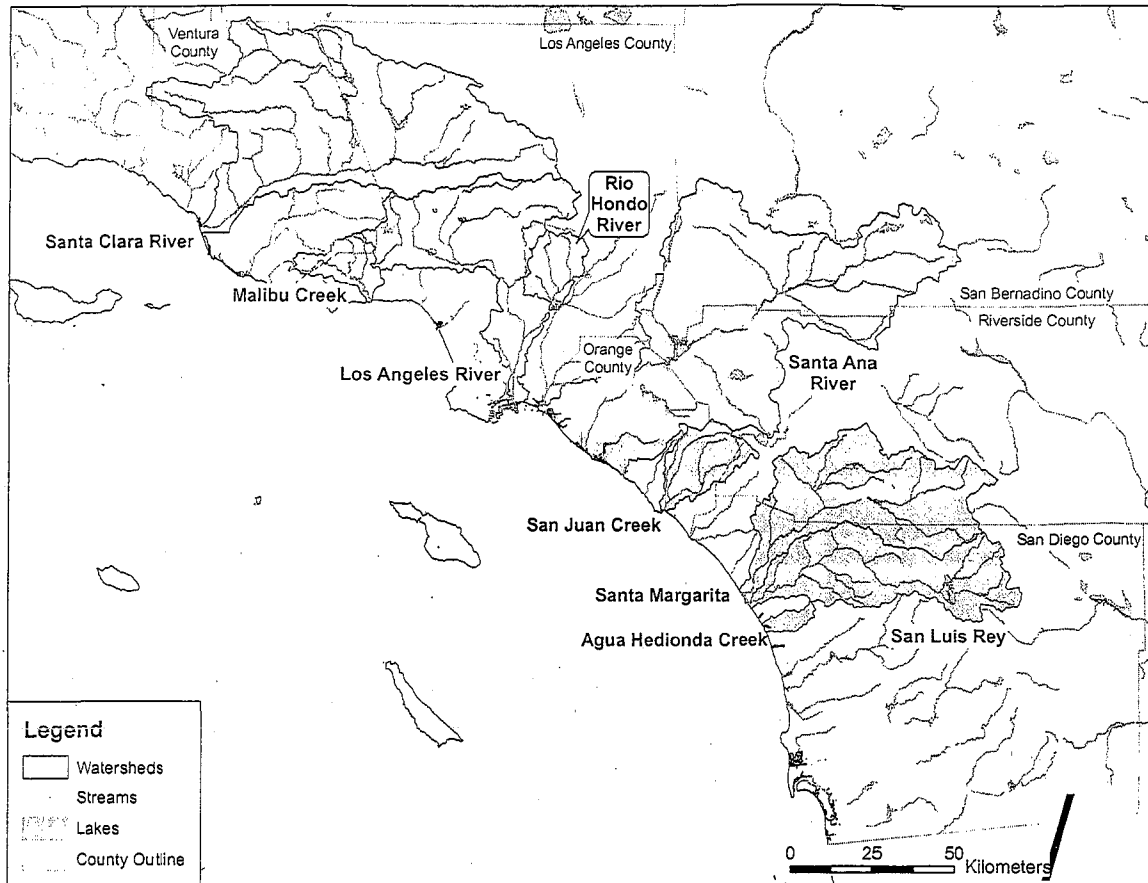 Ventura
County
Los Angeles County
Rio
Hondo
River
Santa Clara River
Malibu Creek
San Bernadino County
Riverside County
Orange
County
Los Angeles River
Santa Ana
River
San Juan Creek
San Diego County
Santa Margarita
Agua Hedionda Creek
San Luis Rey
Legend
Watersheds
Streams
Lakes
County Outline
0 25 50
Kilometers